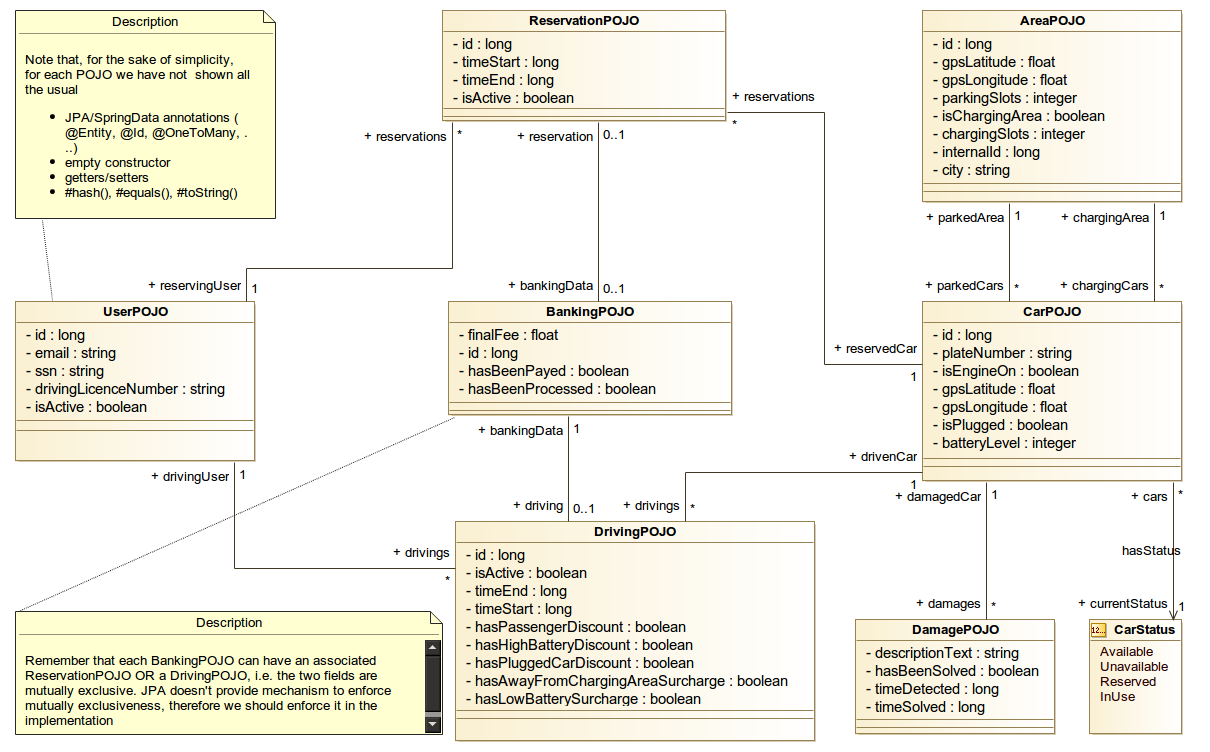 Description
Note that, for the sake of simplicity,
for each POJO we have not shown all
the usual
• JPA/SpringData annotations (
@Entity, @Id, @OneToMany, .
..)
• empty constructor
• getters/setters
• #hash(), #equals(), #toString()
ReservationPOJO
- id : long
- timeStart : long
- timeEnd : long
- isActive : boolean
AreaPOJO
- id : long
- gpsLatitude : float
- gpsLongitude : float
- parkingSlots : integer
- isChargingArea : boolean
- chargingSlots : integer
- internalId : long
- city : string
+ reservations
*
+ reservations
*
+ reservation
0..1
+ parkedArea
1
+ chargingArea
1
+ reservingUser
1
+ bankingData
0..1
+ parkedCars
*
+ chargingCars
*
UserPOJO
- id : long
- email : string
- ssn : string
- drivingLicenceNumber : string
- isActive : boolean
BankingPOJO
- finalFee : float
- id : long
- hasBeenPayed : boolean
- hasBeenProcessed : boolean
+ reservedCar
1
CarPOJO
- id : long
- plateNumber : string
- isEngineOn : boolean
- gpsLatitude : float
- gpsLongitude : float
- isPlugged : boolean
- batteryLevel : integer
+ bankingData
1
+ drivenCar
1
+ drivingUser
1
+ damagedCar
1
+ cars
*
+ driving
0..1
+ drivings
*
+ drivings
*
hasStatus
DrivingPOJO
- id : long
- isActive : boolean
- timeEnd : long
- timeStart : long
- hasPassengerDiscount : boolean
- hasHighBatteryDiscount : boolean
- hasPluggedCarDiscount : boolean
- hasAwayFromChargingAreaSurcharge : boolean
- hasLowBatterySurcharge : boolean
+ damages
*
+ currentStatus
1
Description
Remember that each BankingPOJO can have an associated
ReservationPOJO OR a DrivingPOJO, i.e. the two fields are
mutually exclusive. JPA doesn't provide mechanism to enforce
mutually exclusiveness, therefore we should enforce it in the
implementation
DamagePOJO
- descriptionText : string
- hasBeenSolved : boolean
- timeDetected : long
- timeSolved : long
12... CarStatus
Available
Unavailable
Reserved
InUse